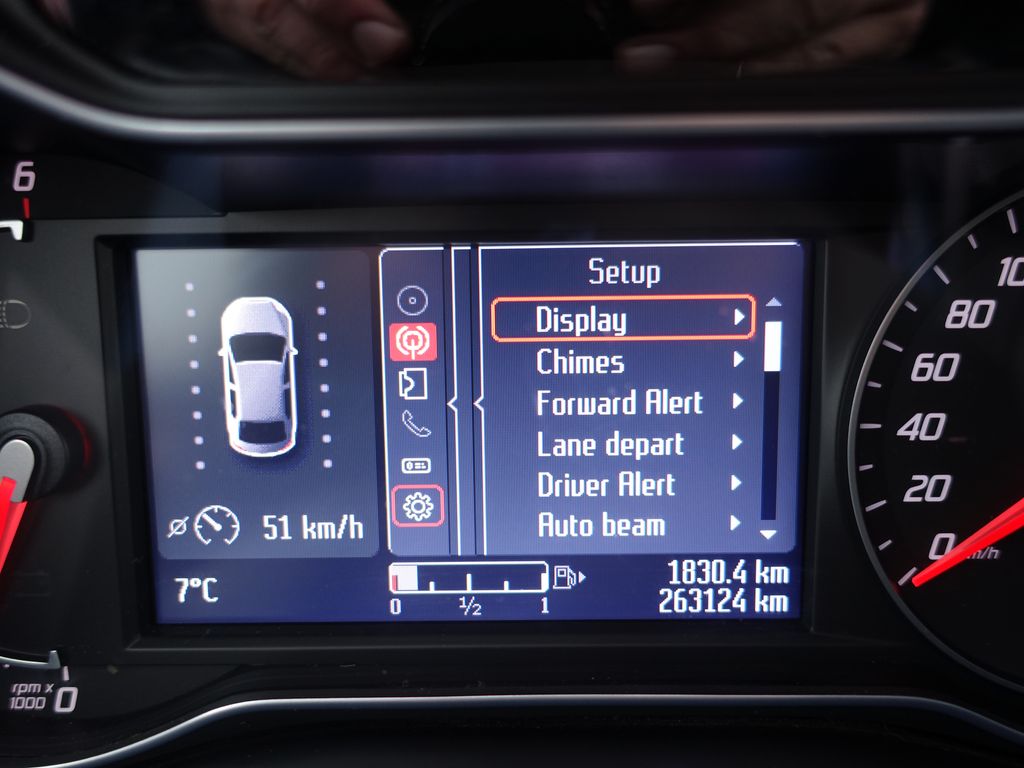 6
Setup
Display
Chimes
Forward Alert
Lane depart
Driver Alert
Auto beam
51 km/h
7°C
0 1/2 1
1830.4 km
263124 km
80
60
40
20
0
km/h
rpm x
1000 0